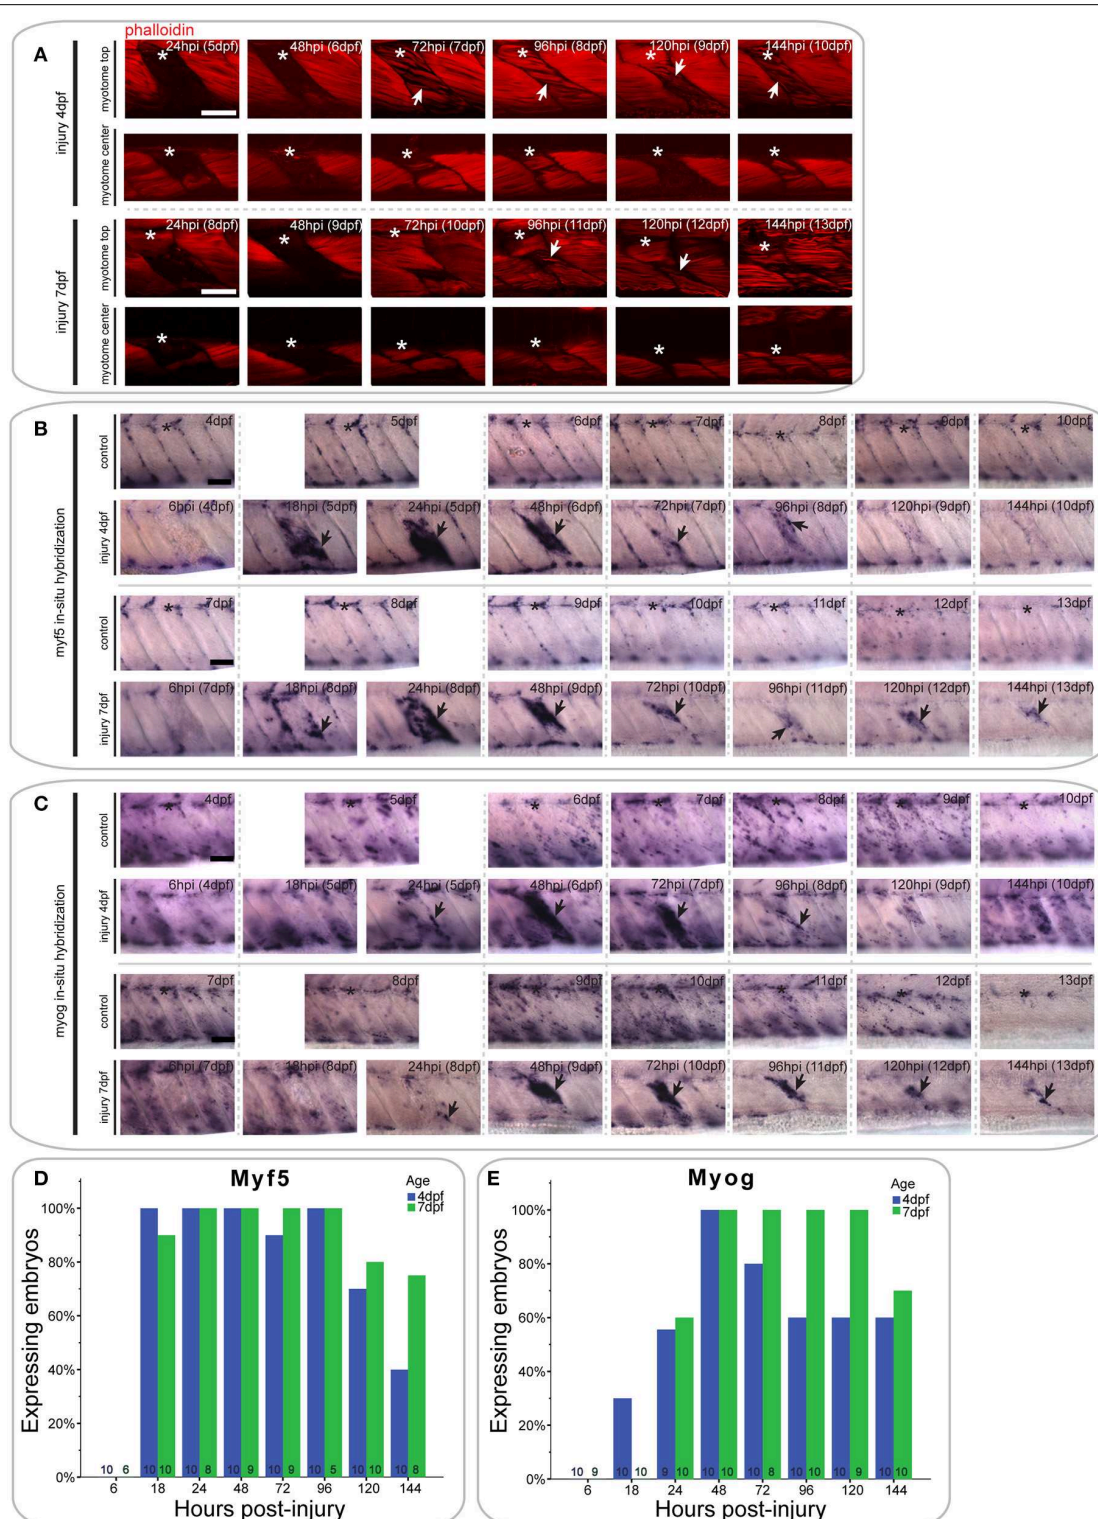 phalloidin
A
24hpi (5dpf) 48hpi (6dpf) 72hpi (7dpf) 96hpi (8dpf) 120hpi (9dpf) 144hpi (10dpf)
myotome top
injury 4dpf
myotome center
24hpi (8dpf) 48hpi (9dpf) 72hpi (10dpf) 96hpi (11dpf) 120hpi (12dpf) 144hpi (13dpf)
myotome top
injury 7dpf
myotome center
B
4dpf 5dpf 6dpf 7dpf 8dpf 9dpf 10dpf
control
6hpi (4dpf) 18hpi (5dpf) 24hpi (5dpf) 48hpi (6dpf) 72hpi (7dpf) 96hpi (8dpf) 120hpi (9dpf) 144hpi (10dpf)
injury 4dpf
myf5 in-situ hybridization
7dpf 8dpf 9dpf 10dpf 11dpf 12dpf 13dpf
control
6hpi (7dpf) 18hpi (8dpf) 24hpi (8dpf) 48hpi (9dpf) 72hpi (10dpf) 96hpi (11dpf) 120hpi (12dpf) 144hpi (13dpf)
injury 7dpf
C
4dpf 5dpf 6dpf 7dpf 8dpf 9dpf 10dpf
control
6hpi (4dpf) 18hpi (5dpf) 24hpi (5dpf) 48hpi (6dpf) 72hpi (7dpf) 96hpi (8dpf) 120hpi (9dpf) 144hpi (10dpf)
injury 4dpf
myog in-situ hybridization
7dpf 8dpf 9dpf 10dpf 11dpf 12dpf 13dpf
control
6hpi (7dpf) 18hpi (8dpf) 24hpi (8dpf) 48hpi (9dpf) 72hpi (10dpf) 96hpi (11dpf) 120hpi (12dpf) 144hpi (13dpf)
injury 7dpf
D
Myf5
Age
4dpf
7dpf
Expressing embryos
100%
80%
60%
40%
20%
0%
10 6 10 10 10 8 10 9 10 9 10 5 10 10 10 8
6 18 24 48 72 96 120 144
Hours post-injury
E
Myog
Age
4dpf
7dpf
Expressing embryos
100%
80%
60%
40%
20%
0%
10 9 10 10 9 10 10 10 10 8 10 10 10 9 10 10
6 18 24 48 72 96 120 144
Hours post-injury